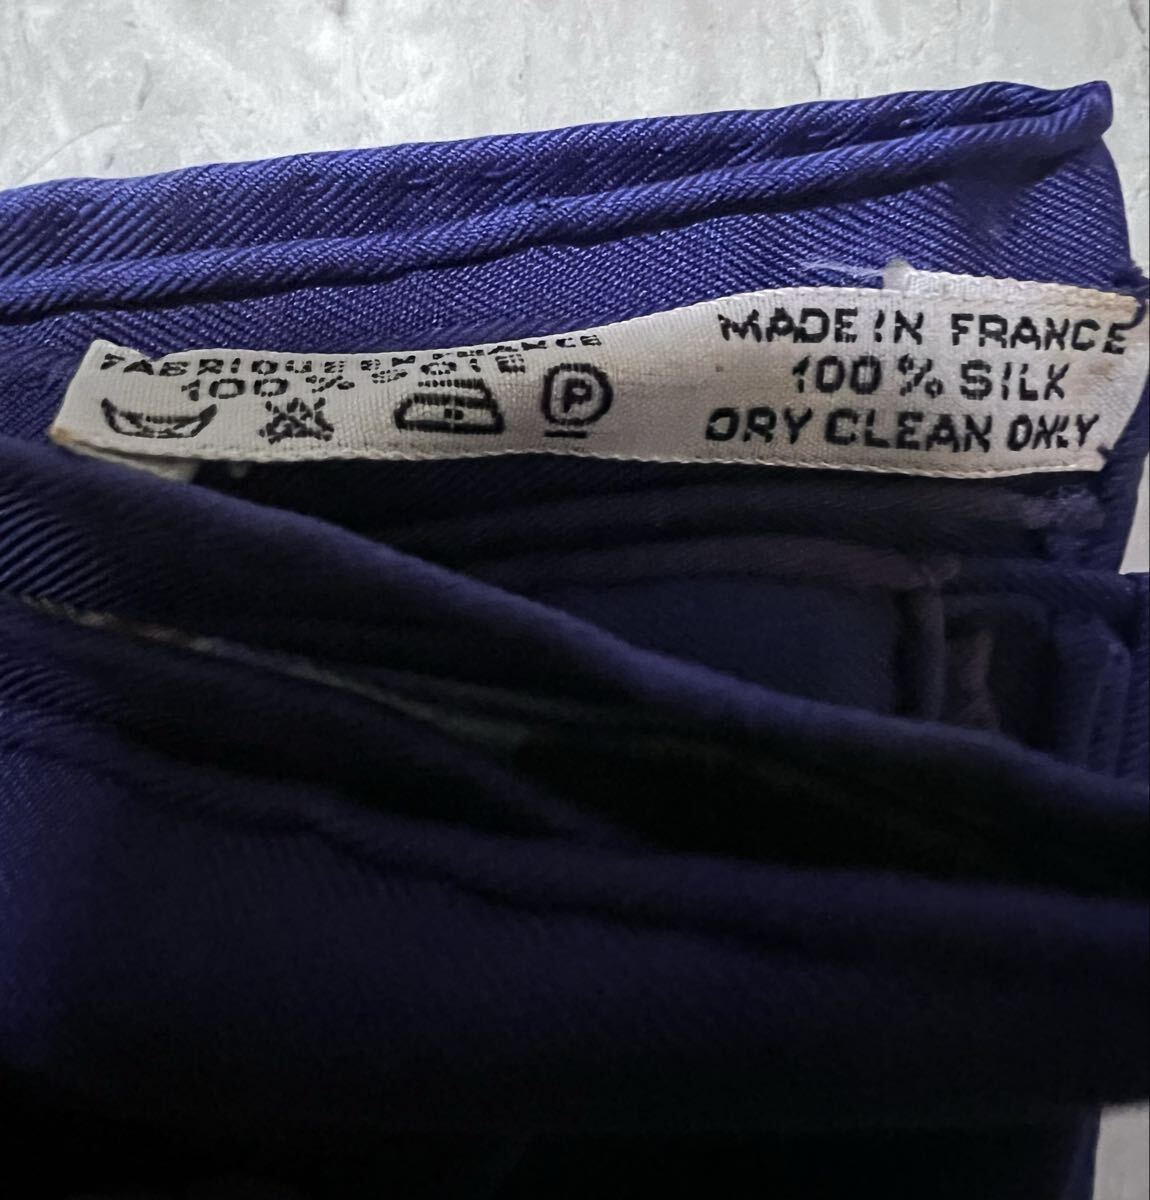 FABRIQUE EN FRANCE
100 % SOIE
P
MADE IN FRANCE
100 % SILK
DRY CLEAN ONLY